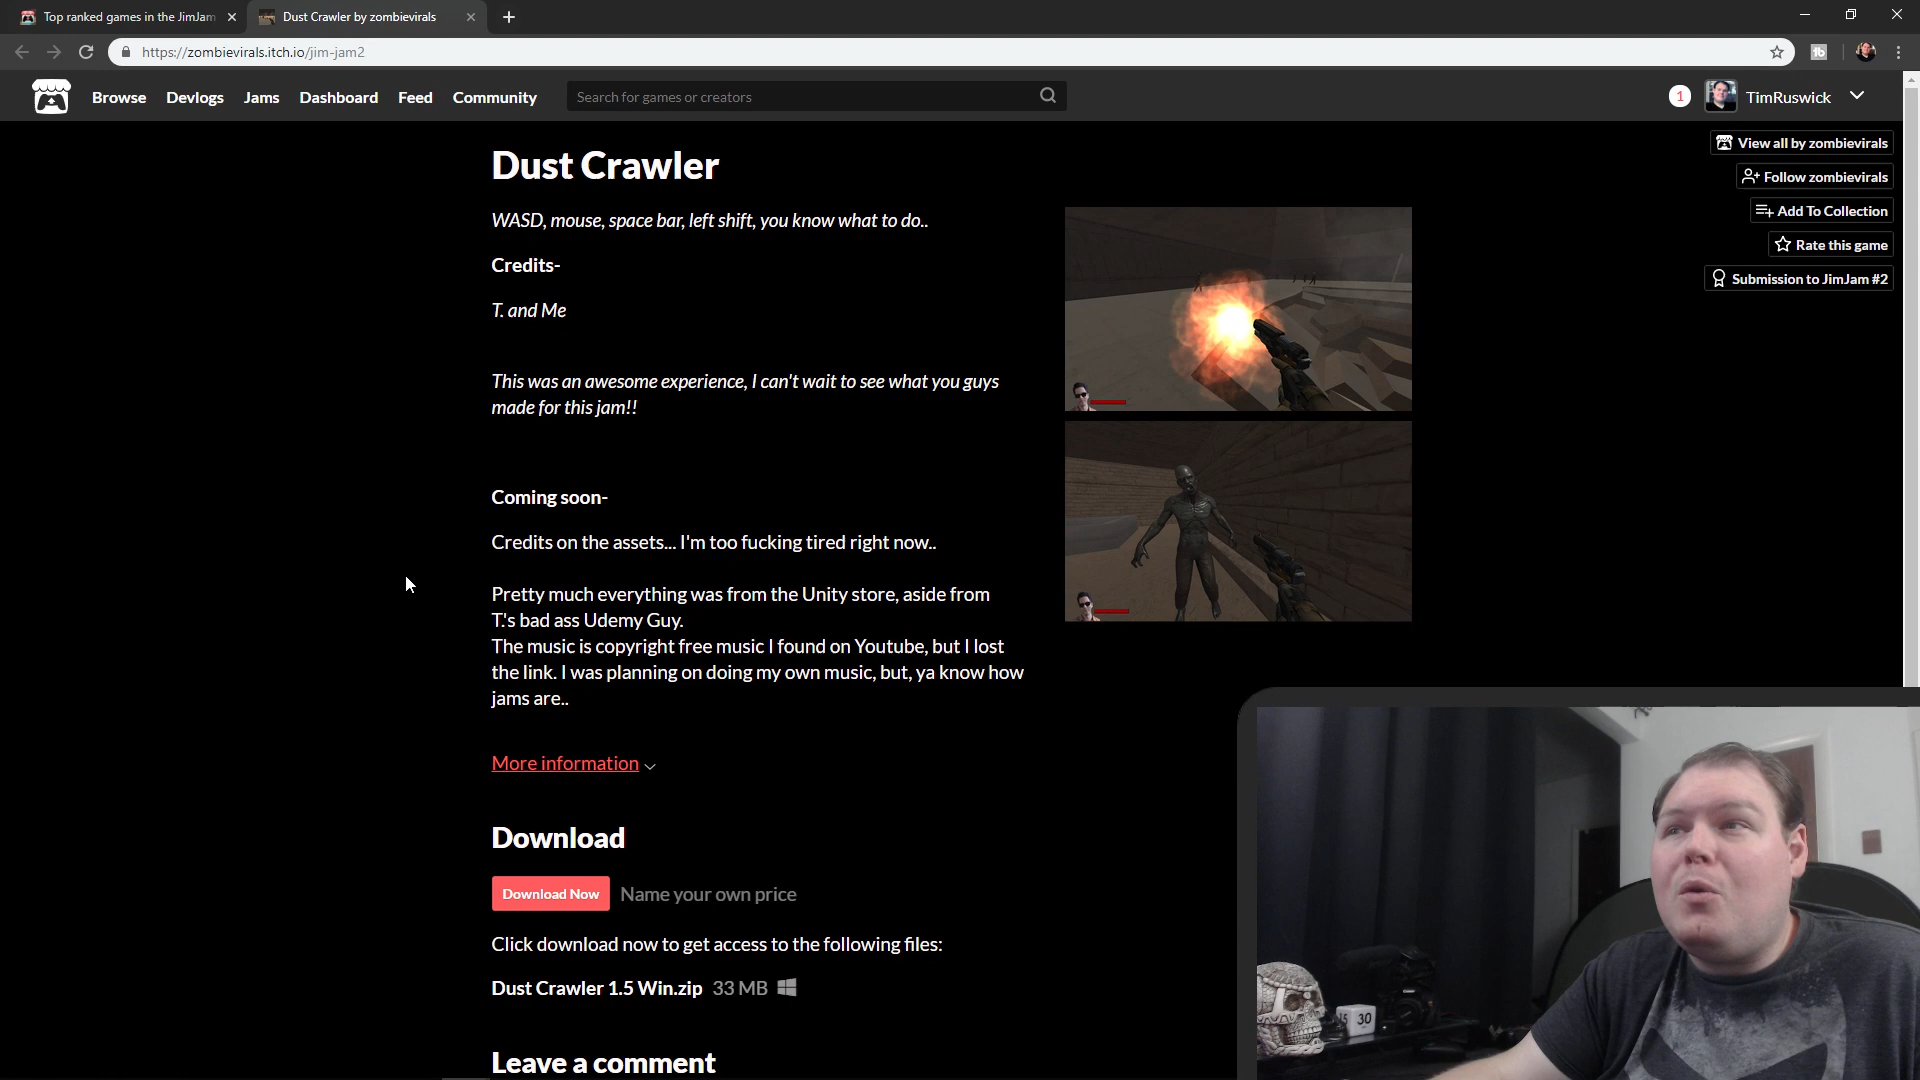 Top ranked games in the JimJam
Dust Crawler by zombievirals
https://zombievirals.itch.io/jim-jam2
Browse
Devlogs
Jams
Dashboard
Feed
Community
Search for games or creators
1
TimRuswick
View all by zombievirals
Follow zombievirals
Add To Collection
Rate this game
Submission to JimJam #2
Dust Crawler
WASD, mouse, space bar, left shift, you know what to do..
Credits-
T. and Me
This was an awesome experience, I can't wait to see what you guys
made for this jam!!
Coming soon-
Credits on the assets... I'm too fucking tired right now..
Pretty much everything was from the Unity store, aside from
T.'s bad ass Udemy Guy.
The music is copyright free music I found on Youtube, but I lost
the link. I was planning on doing my own music, but, ya know how
jams are..
More information
Download
Download Now
Name your own price
Click download now to get access to the following files:
Dust Crawler 1.5 Win.zip 33 MB
Leave a comment
30